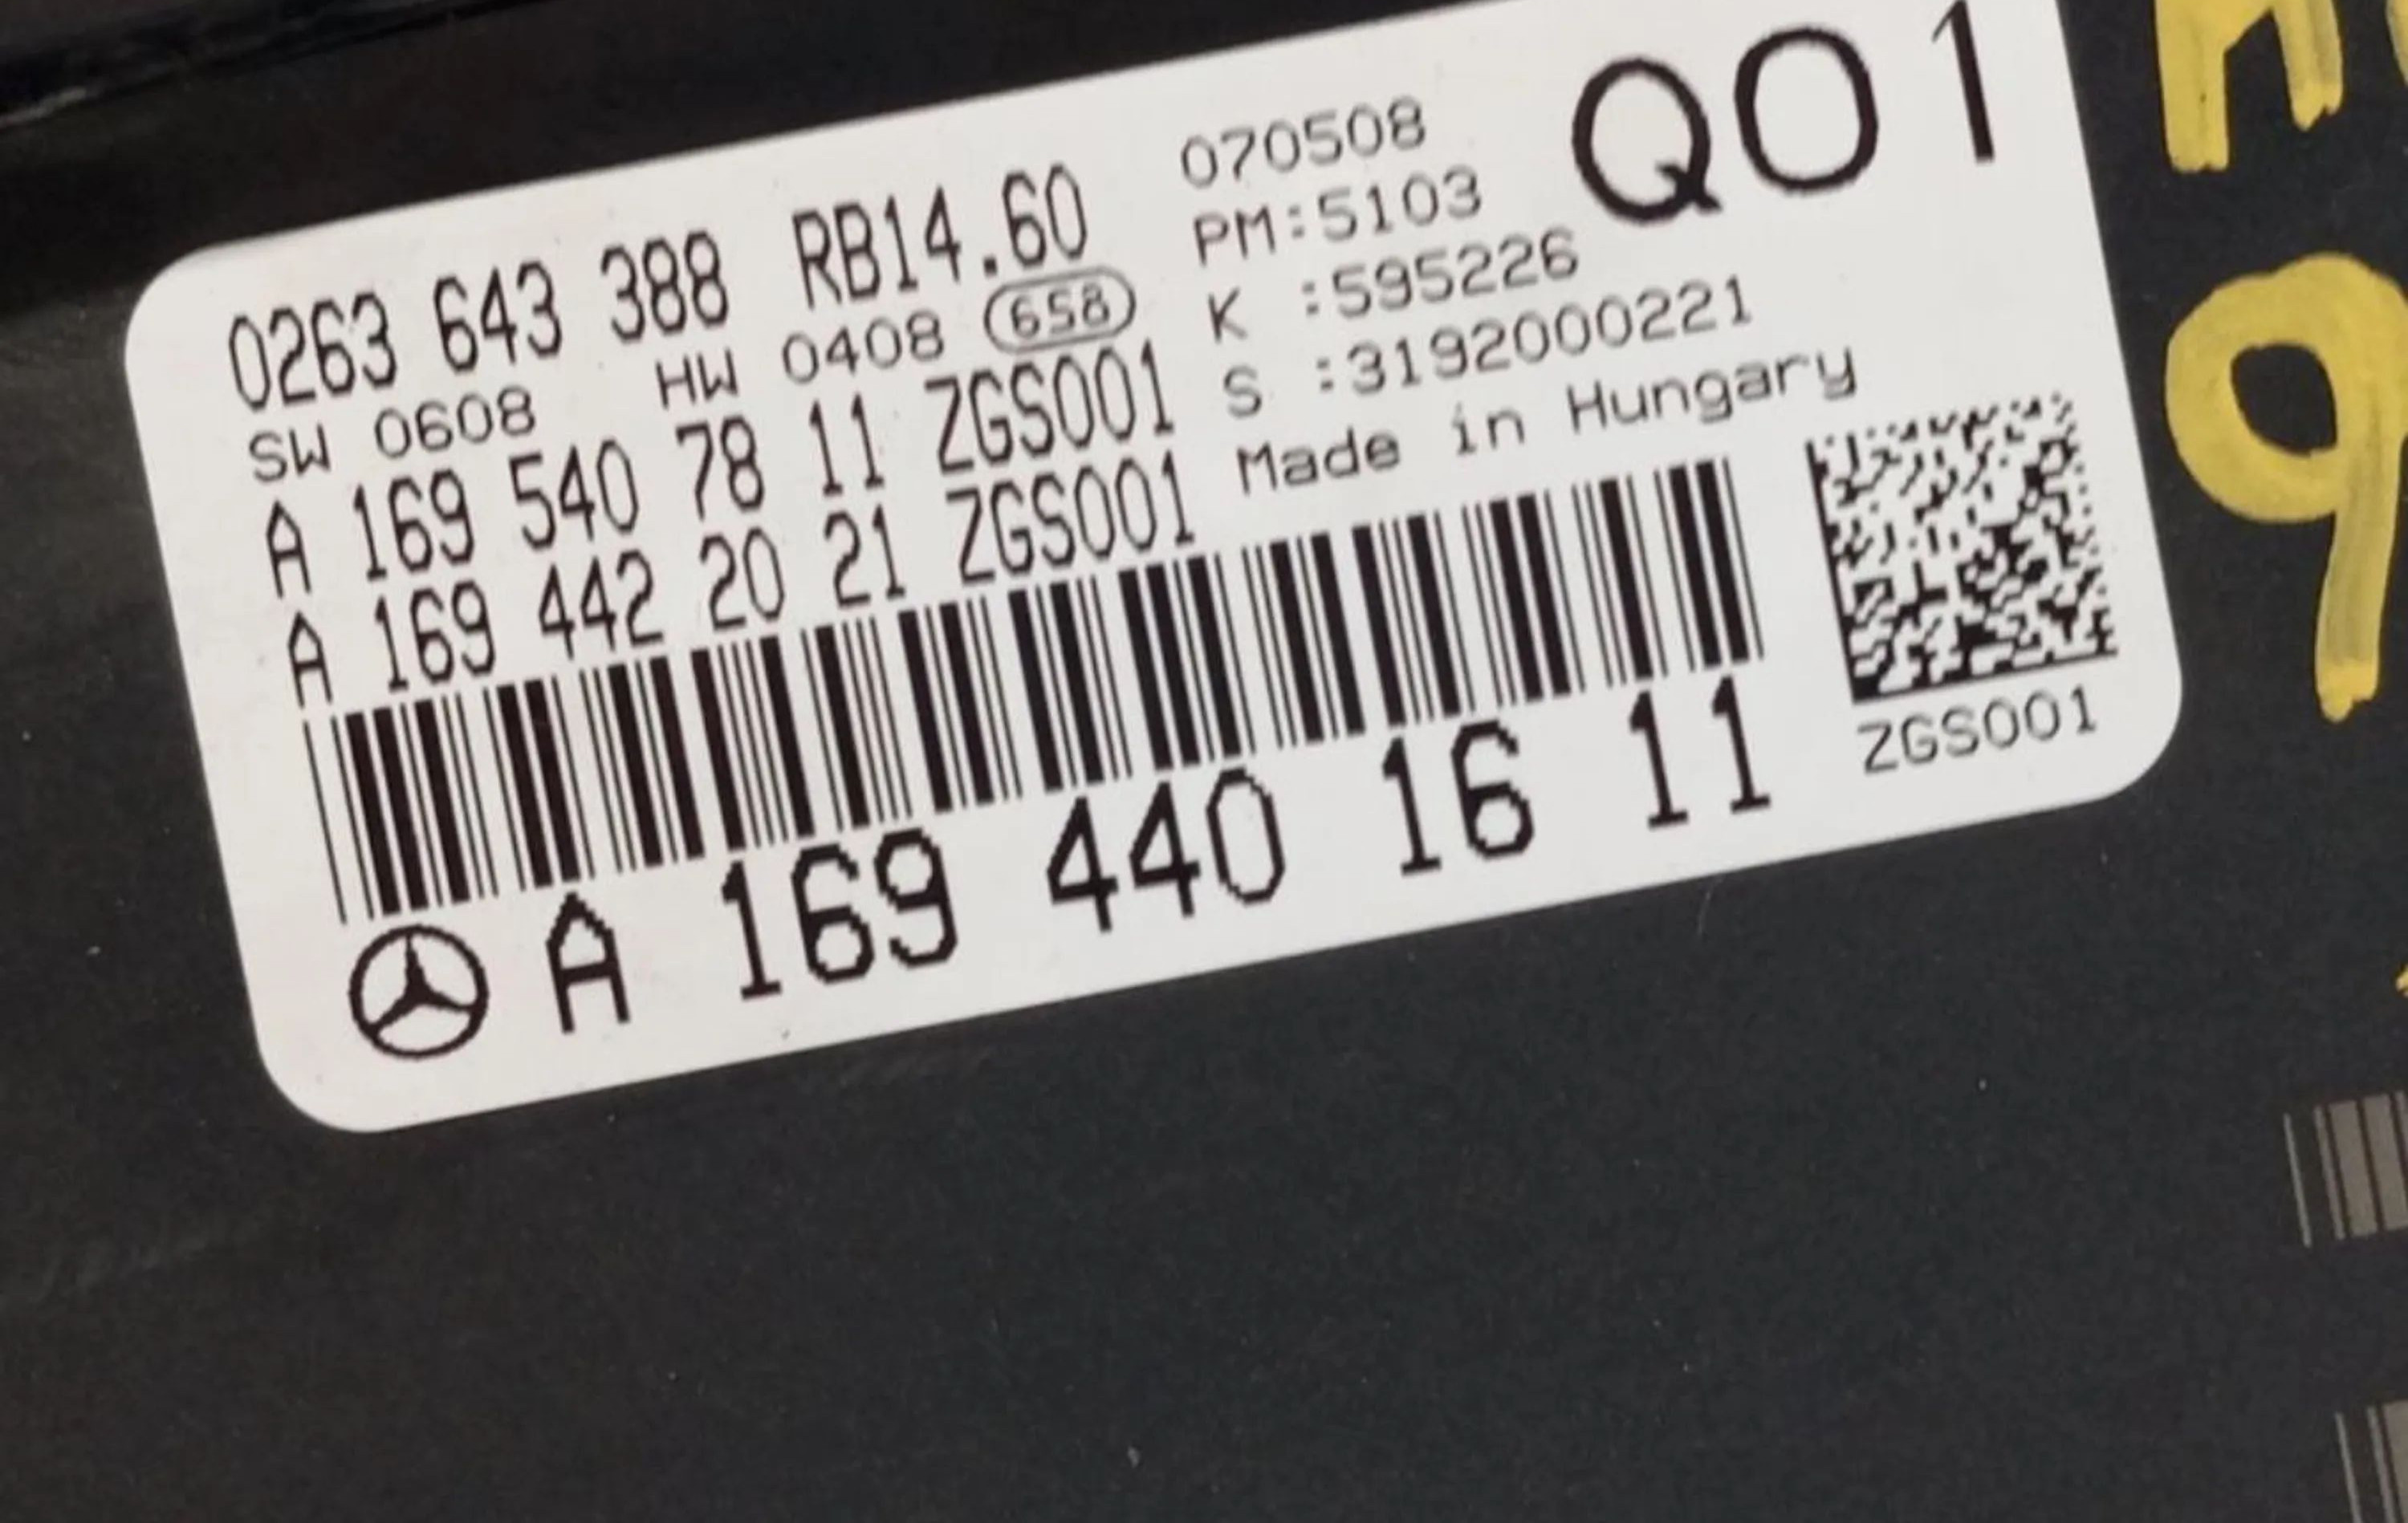 0263 643 388 RB14.60
SW 0608 HW 0408 658
A 169 540 78 11 ZGS001
A 169 442 20 21 ZGS001
070508
PM:5103
K :595226
S :3192000221
Made in Hungary
Q01
A 169 440 16 11
ZGS001
9